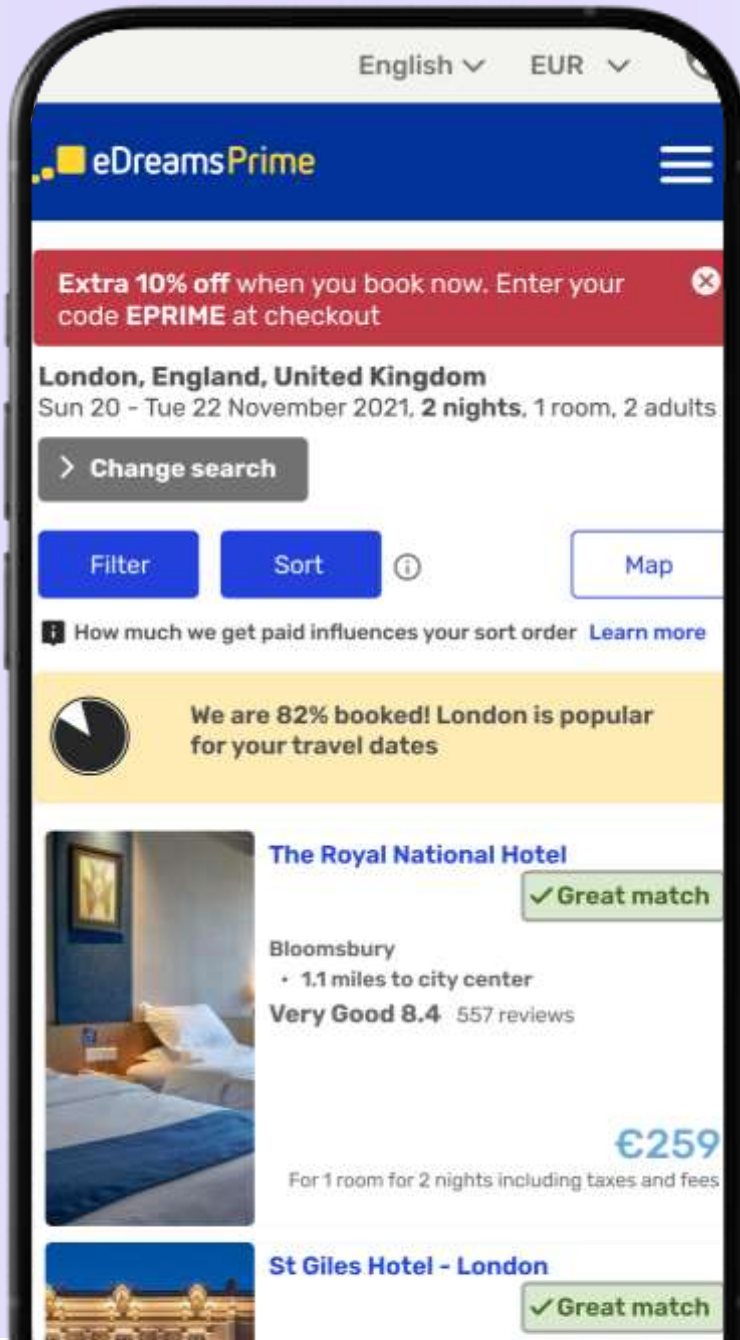 English EUR
eDreamsPrime
Extra 10% off when you book now. Enter your
code EPRIME at checkout
London, England, United Kingdom
Sun 20 - Tue 22 November 2021, 2 nights, 1 room, 2 adults
> Change search
Filter Sort Map
How much we get paid influences your sort order Learn more
We are 82% booked! London is popular
for your travel dates
The Royal National Hotel
✓ Great match
Bloomsbury
• 1.1 miles to city center
Very Good 8.4 557 reviews
€259
For 1 room for 2 nights including taxes and fees
St Giles Hotel - London
✓ Great match